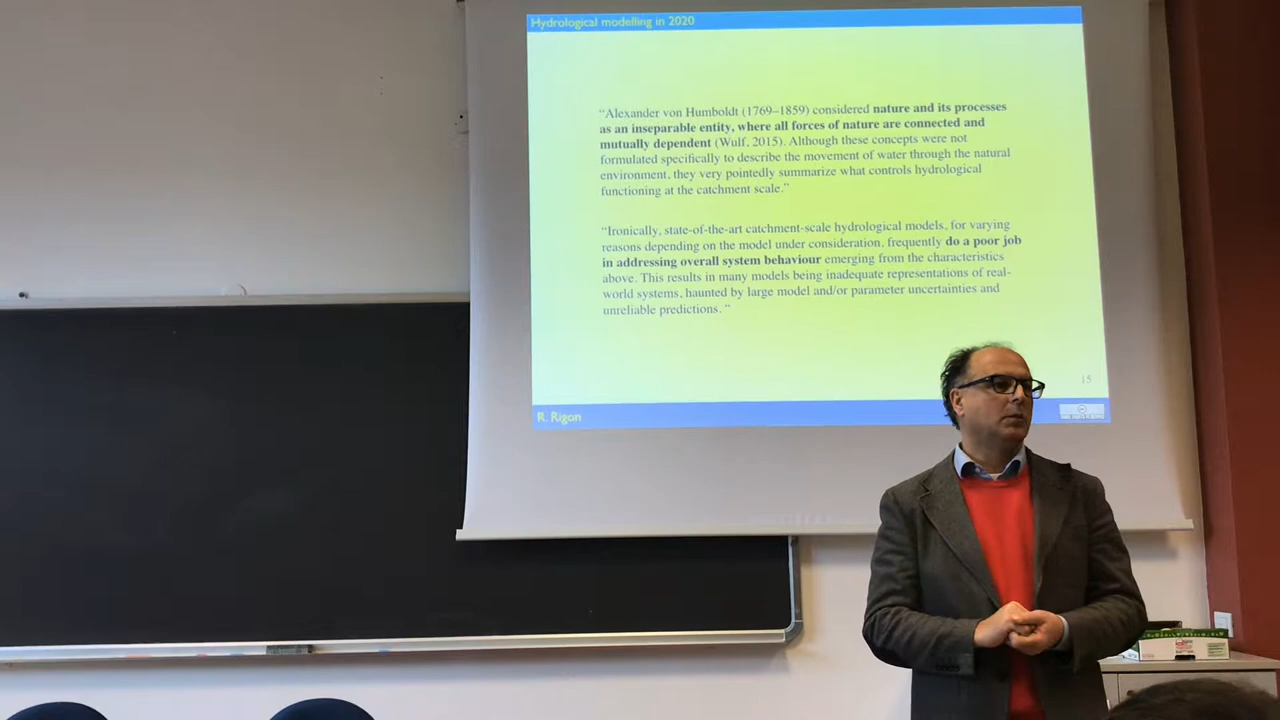 Hydrological modelling in 2020
“Alexander von Humboldt (1769–1859) considered nature and its processes
as an inseparable entity, where all forces of nature are connected and
mutually dependent (Wulf, 2015). Although these concepts were not
formulated specifically to describe the movement of water through the natural
environment, they very pointedly summarize what controls hydrological
functioning at the catchment scale.”
“Ironically, state-of-the-art catchment-scale hydrological models, for varying
reasons depending on the model under consideration, frequently do a poor job
in addressing overall system behaviour emerging from the characteristics
above. This results in many models being inadequate representations of real-
world systems, haunted by large model and/or parameter uncertainties and
unreliable predictions. ”
15
R. Rigon